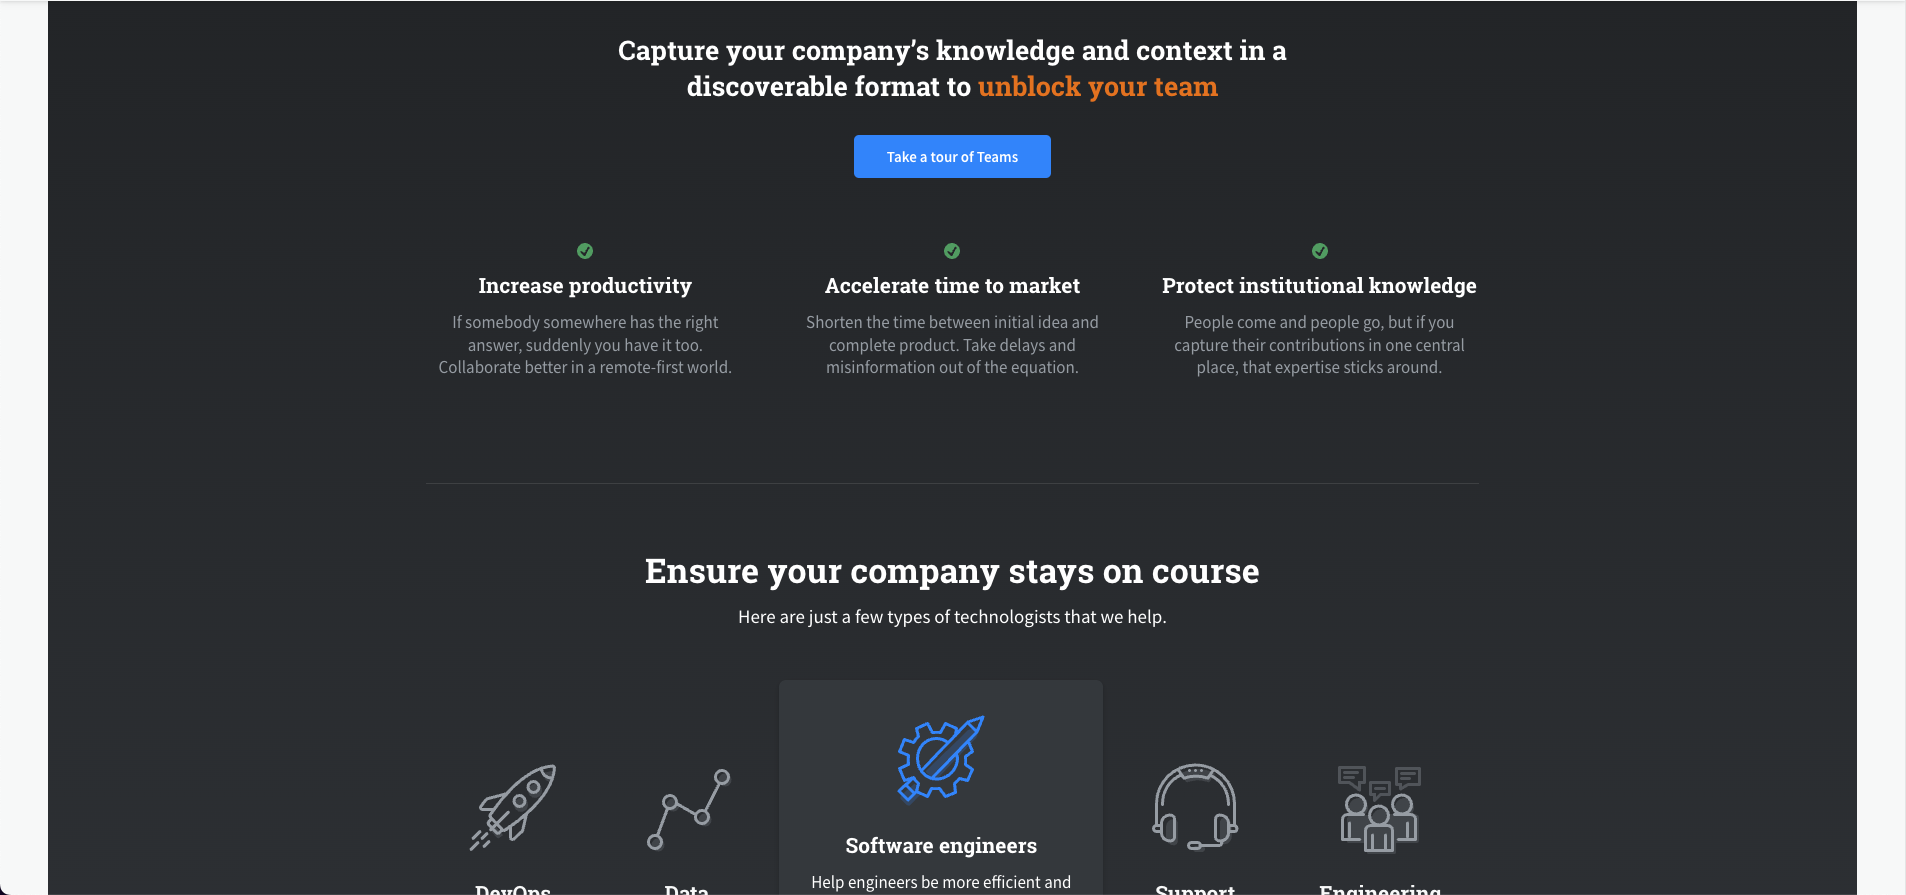 Capture your company’s knowledge and context in a
discoverable format to unblock your team
Take a tour of Teams
Increase productivity
If somebody somewhere has the right
answer, suddenly you have it too.
Collaborate better in a remote-first world.
Accelerate time to market
Shorten the time between initial idea and
complete product. Take delays and
misinformation out of the equation.
Protect institutional knowledge
People come and people go, but if you
capture their contributions in one central
place, that expertise sticks around.
Ensure your company stays on course
Here are just a few types of technologists that we help.
DevOps
Data
Software engineers
Help engineers be more efficient and
Support
Engineering